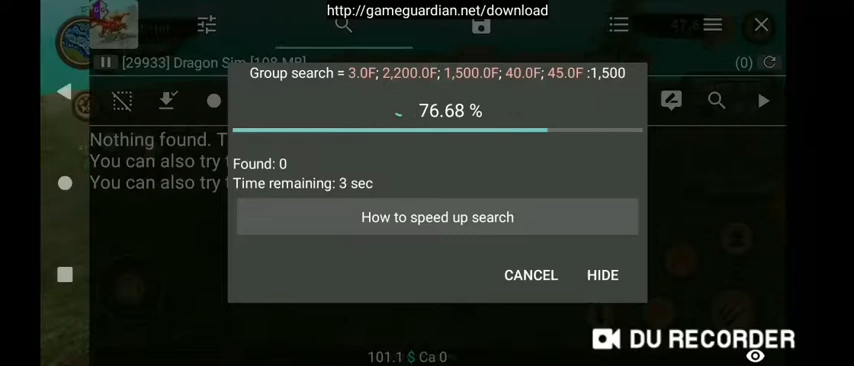 http://gameguardian.net/download
47,6
[29933] Dragon Sim [108 MB]
(0)
Group search = 3.0F; 2,200.0F; 1,500.0F; 40.0F; 45.0F :1,500
76.68 %
Nothing found. T
You can also try
You can also try
Found: 0
Time remaining: 3 sec
How to speed up search
CANCEL HIDE
DU RECORDER
101.1 $ Ca 0